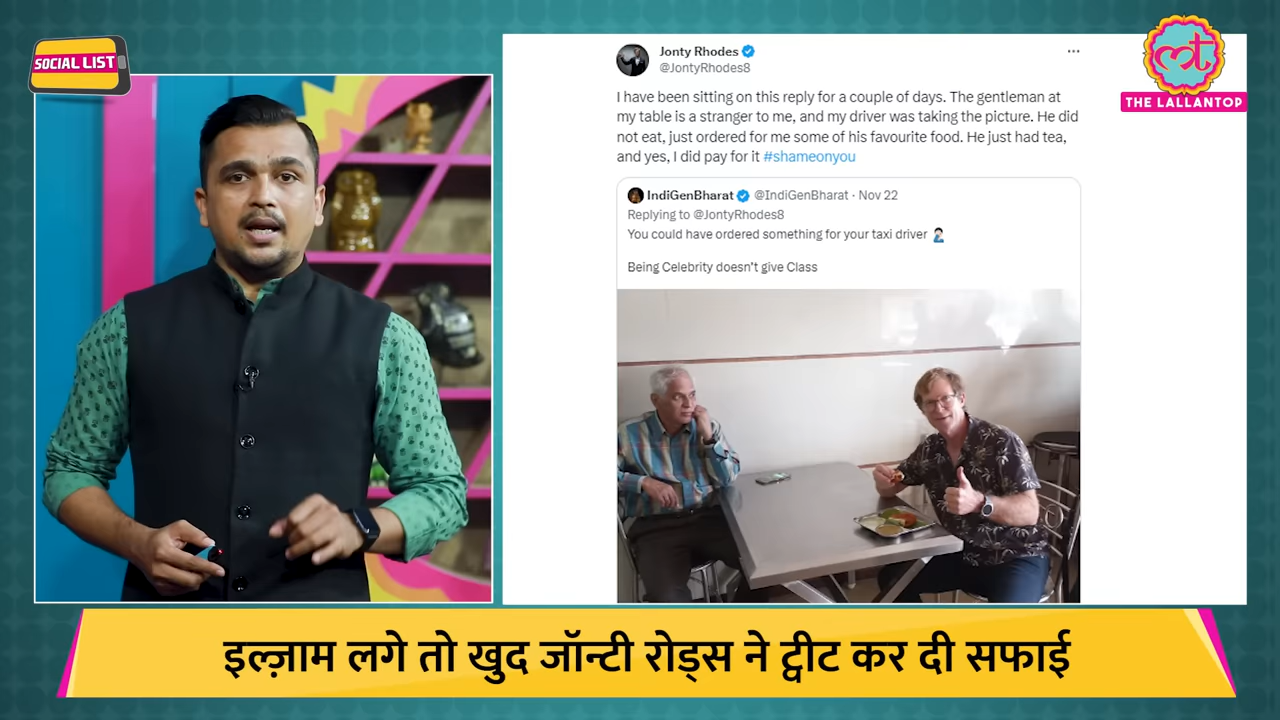 SOCIAL LIST
Jonty Rhodes
@JontyRhodes8
I have been sitting on this reply for a couple of days. The gentleman at
my table is a stranger to me, and my driver was taking the picture. He did
not eat, just ordered for me some of his favourite food. He just had tea,
and yes, I did pay for it #shameonyou
IndiGenBharat @IndiGenBharat · Nov 22
Replying to @JontyRhodes8
You could have ordered something for your taxi driver 🤦🏻‍♂️
Being Celebrity doesn't give Class
लт
THE LALLANTOP
इल्ज़ाम लगे तो खुद जॉन्टी रोड्स ने ट्वीट कर दी सफाई